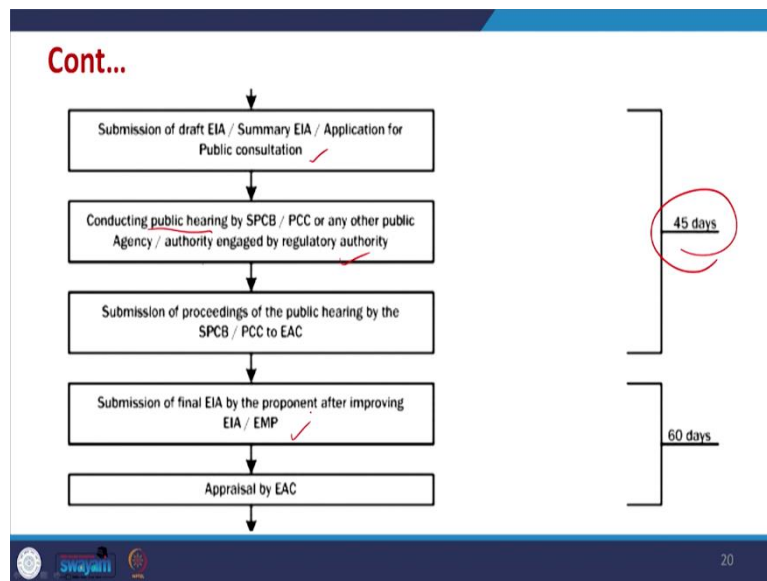 Cont...
Submission of draft EIA / Summary EIA / Application for
Public consultation
Conducting public hearing by SPCB / PCC or any other public
Agency / authority engaged by regulatory authority
45 days
Submission of proceedings of the public hearing by the
SPCB / PCC to EAC
Submission of final EIA by the proponent after improving
EIA / EMP
60 days
Appraisal by EAC
swayam
20